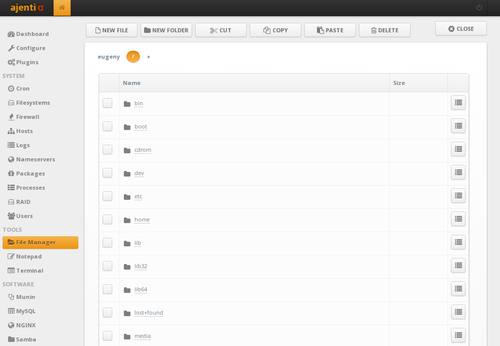 ajenti
NEW FILE NEW FOLDER CUT COPY PASTE DELETE CLOSE
Dashboard
Configure
Plugins
SYSTEM
Cron
Filesystems
Firewall
Hosts
Logs
Nameservers
Packages
Processes
RAID
Users
TOOLS
File Manager
Notepad
Terminal
SOFTWARE
Munin
MySQL
NGINX
Samba
eugeny / +
Name Size
bin
boot
cdrom
dev
etc
home
lib
lib32
lib64
lost+found
media